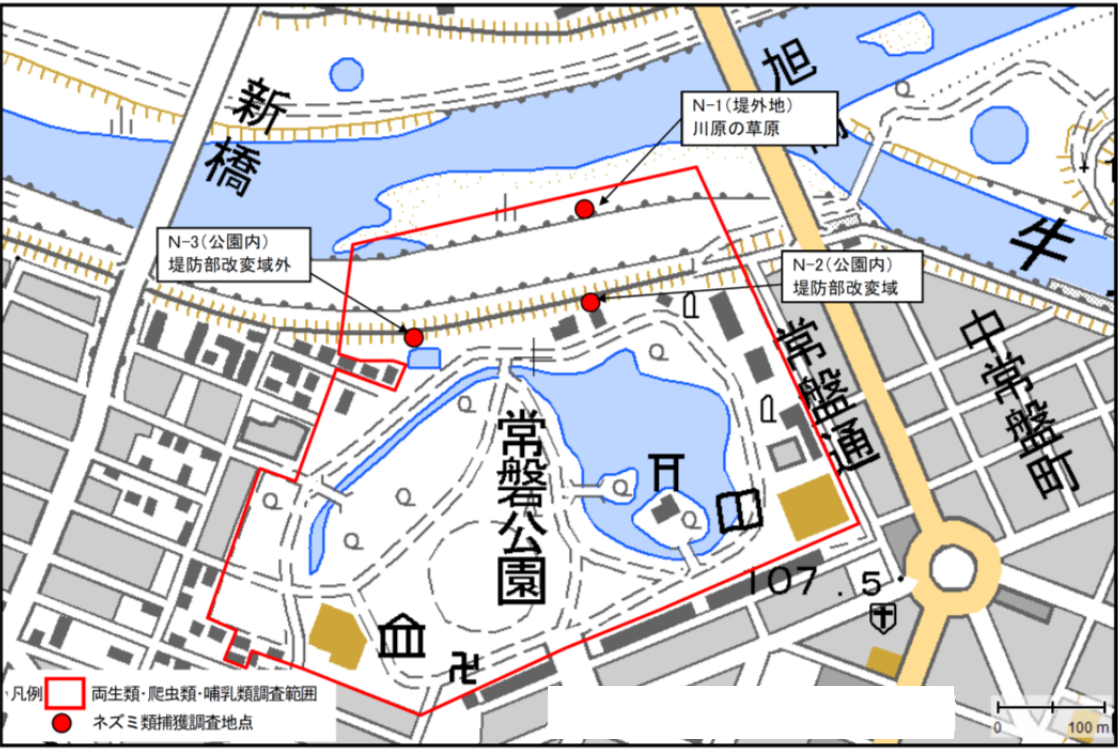 新橋
旭
N-1(堤外地)
川原の草原
牛
N-3(公園内)
堤防部改変域外
N-2(公園内)
堤防部改変域
常盤通
中常盤町
常磐公園
107.5
凡例
両生類・爬虫類・哺乳類調査範囲
ネズミ類捕獲調査地点
0
100 m